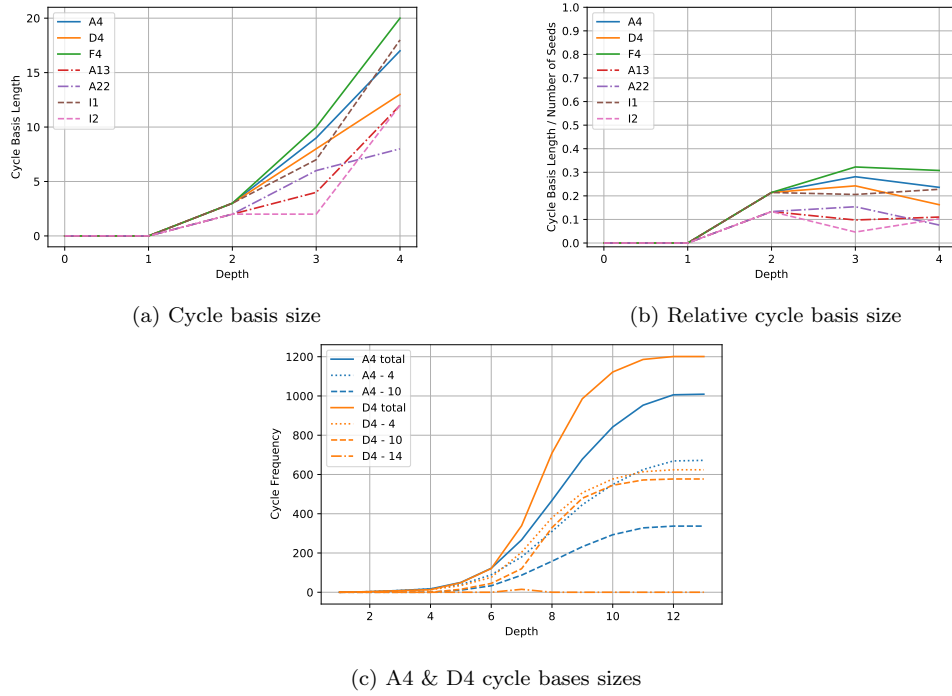 20
15
10
5
0
Cycle Basis Length
A4
D4
F4
A13
A22
I1
I2
0 1 2 3 4
Depth
(a) Cycle basis size
1.0
0.9
0.8
0.7
0.6
0.5
0.4
0.3
0.2
0.1
0.0
Cycle Basis Length / Number of Seeds
A4
D4
F4
A13
A22
I1
I2
0 1 2 3 4
Depth
(b) Relative cycle basis size
1200
1000
800
600
400
200
0
Cycle Frequency
A4 total
A4 - 4
A4 - 10
D4 total
D4 - 4
D4 - 10
D4 - 14
2 4 6 8 10 12
Depth
(c) A4 & D4 cycle bases sizes